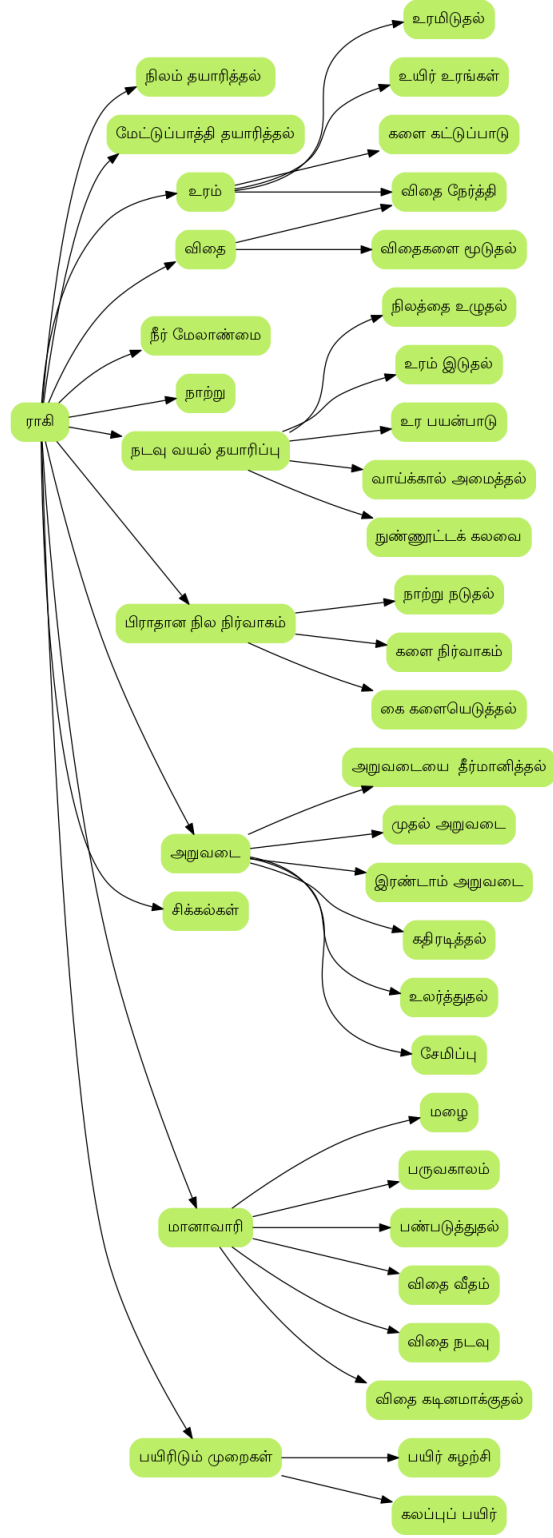 உரமிடுதல்
உயிர் உரங்கள்
நிலம் தயாரித்தல்
மேட்டுப்பாத்தி தயாரித்தல்
களை கட்டுப்பாடு
உரம்
விதை நேர்த்தி
விதை
விதைகளை மூடுதல்
நிலத்தை உழுதல்
நீர் மேலாண்மை
உரம் இடுதல்
நாற்று
ராகி
உர பயன்பாடு
நடவு வயல் தயாரிப்பு
வாய்க்கால் அமைத்தல்
நுண்ணூட்டக் கலவை
நாற்று நடுதல்
பிராதான நில நிர்வாகம்
களை நிர்வாகம்
கை களையெடுத்தல்
அறுவடையை தீர்மானித்தல்
முதல் அறுவடை
அறுவடை
இரண்டாம் அறுவடை
சிக்கல்கள்
கதிரடித்தல்
உலர்த்துதல்
சேமிப்பு
மழை
பருவகாலம்
மானாவாரி
பண்படுத்துதல்
விதை வீதம்
விதை நடவு
விதை கடினமாக்குதல்
பயிரிடும் முறைகள்
பயிர் சுழற்சி
கலப்புப் பயிர்